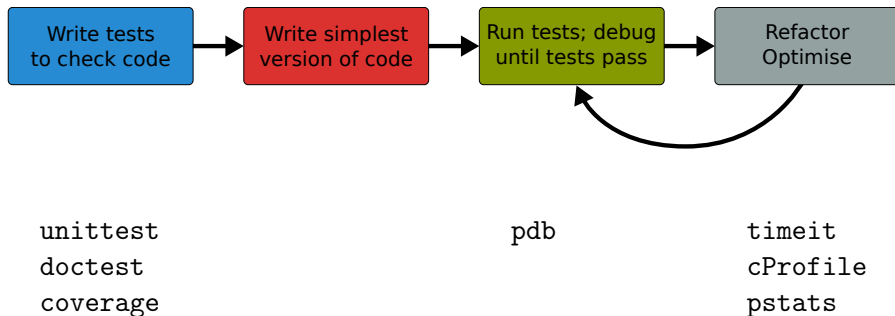 Write tests
to check code
Write simplest
version of code
Run tests; debug
until tests pass
Refactor
Optimise
unittest
doctest
coverage
pdb
timeit
cProfile
pstats